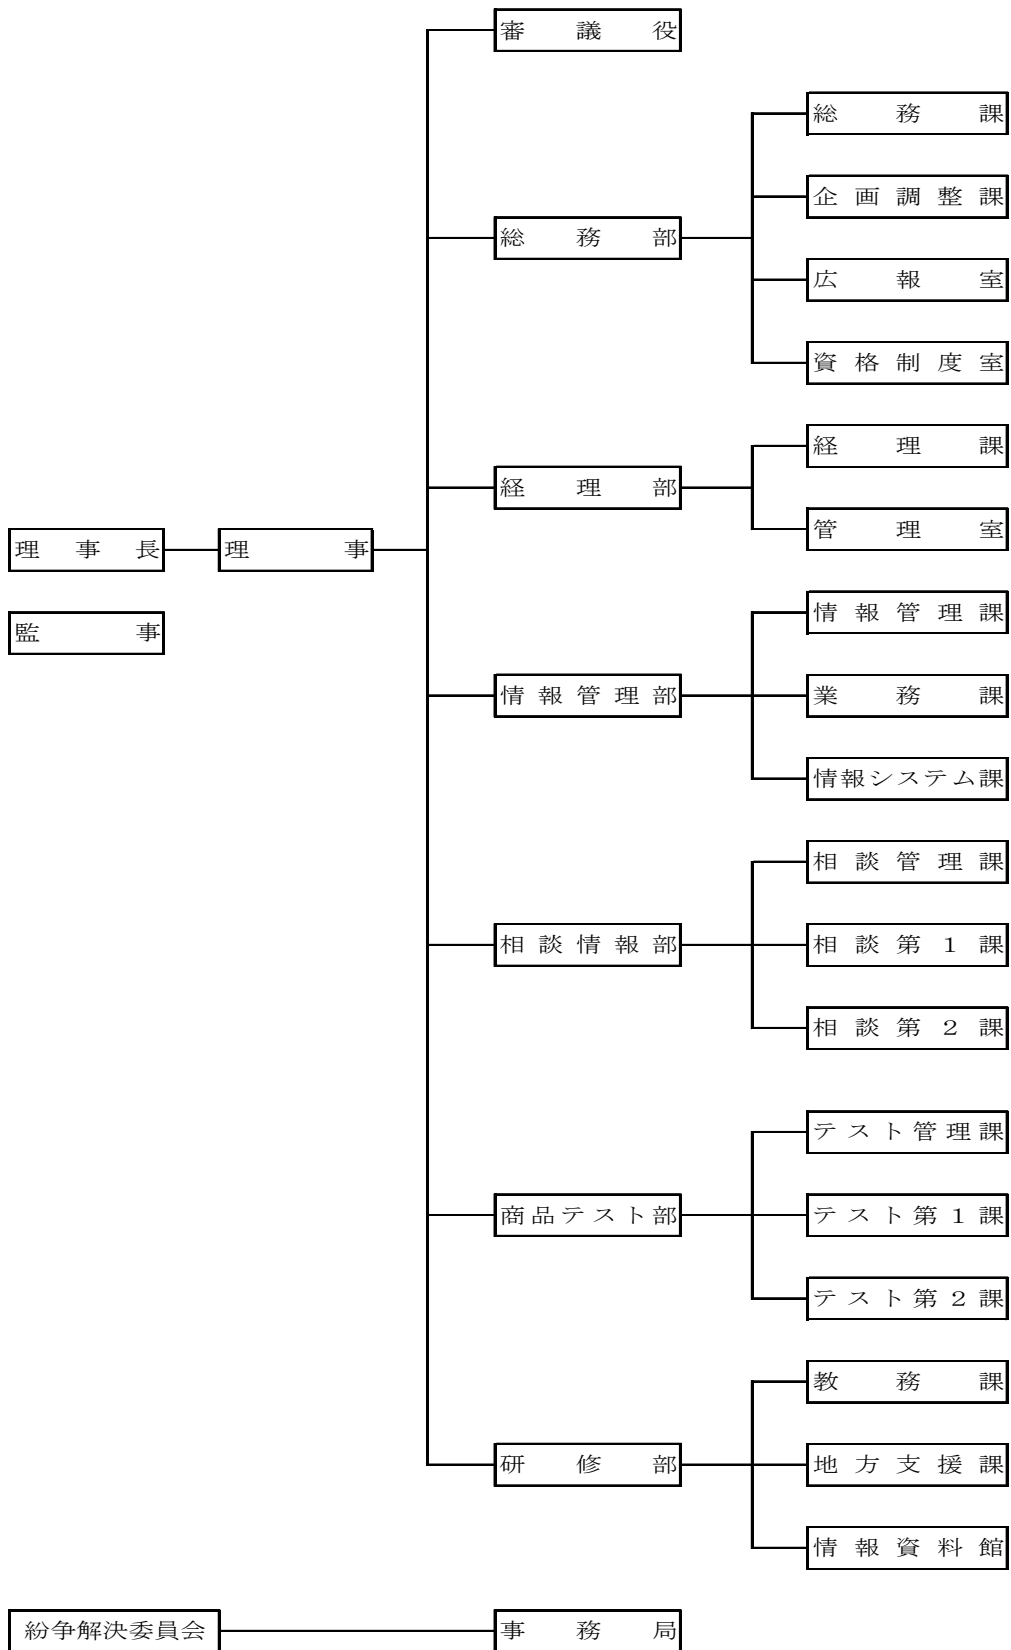 審議役
総務課
企画調整課
総務部
広報室
資格制度室
経理課
経理部
管理室
理事長
理事
監事
情報管理課
情報管理部
業務課
情報システム課
相談管理課
相談情報部
相談第1課
相談第2課
テスト管理課
商品テスト部
テスト第1課
テスト第2課
教務課
研修部
地方支援課
情報資料館
紛争解決委員会
事務局